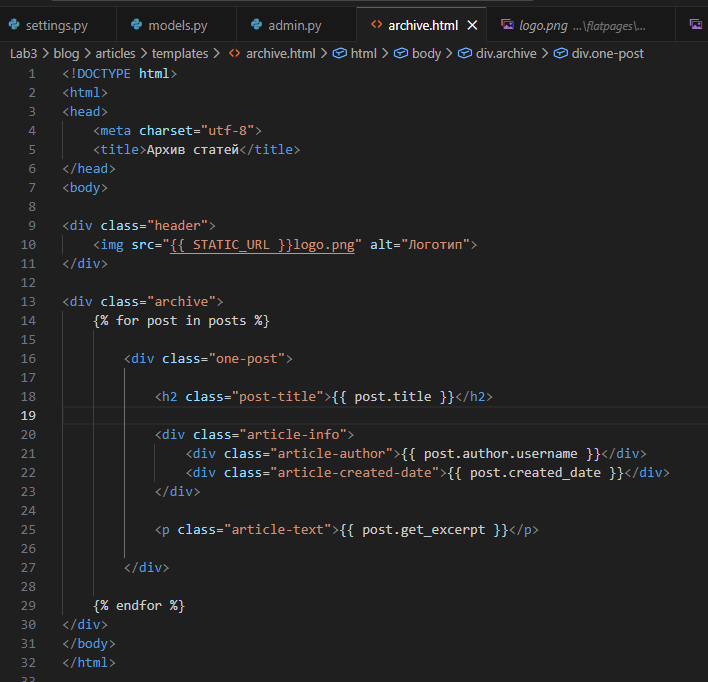 settings.py models.py admin.py archive.html logo.png ...\flatpages\...
Lab3 > blog > articles > templates > archive.html > html > body > div.archive > div.one-post
1 <!DOCTYPE html>
2 <html>
3 <head>
4 <meta charset="utf-8">
5 <title>Архив статей</title>
6 </head>
7 <body>
8
9 <div class="header">
10 <img src="{{ STATIC_URL }}logo.png" alt="Логотип">
11 </div>
12
13 <div class="archive">
14 {% for post in posts %}
15
16 <div class="one-post">
17
18 <h2 class="post-title">{{ post.title }}</h2>
19
20 <div class="article-info">
21 <div class="article-author">{{ post.author.username }}</div>
22 <div class="article-created-date">{{ post.created_date }}</div>
23 </div>
24
25 <p class="article-text">{{ post.get_excerpt }}</p>
26
27 </div>
28
29 {% endfor %}
30 </div>
31 </body>
32 </html>
33